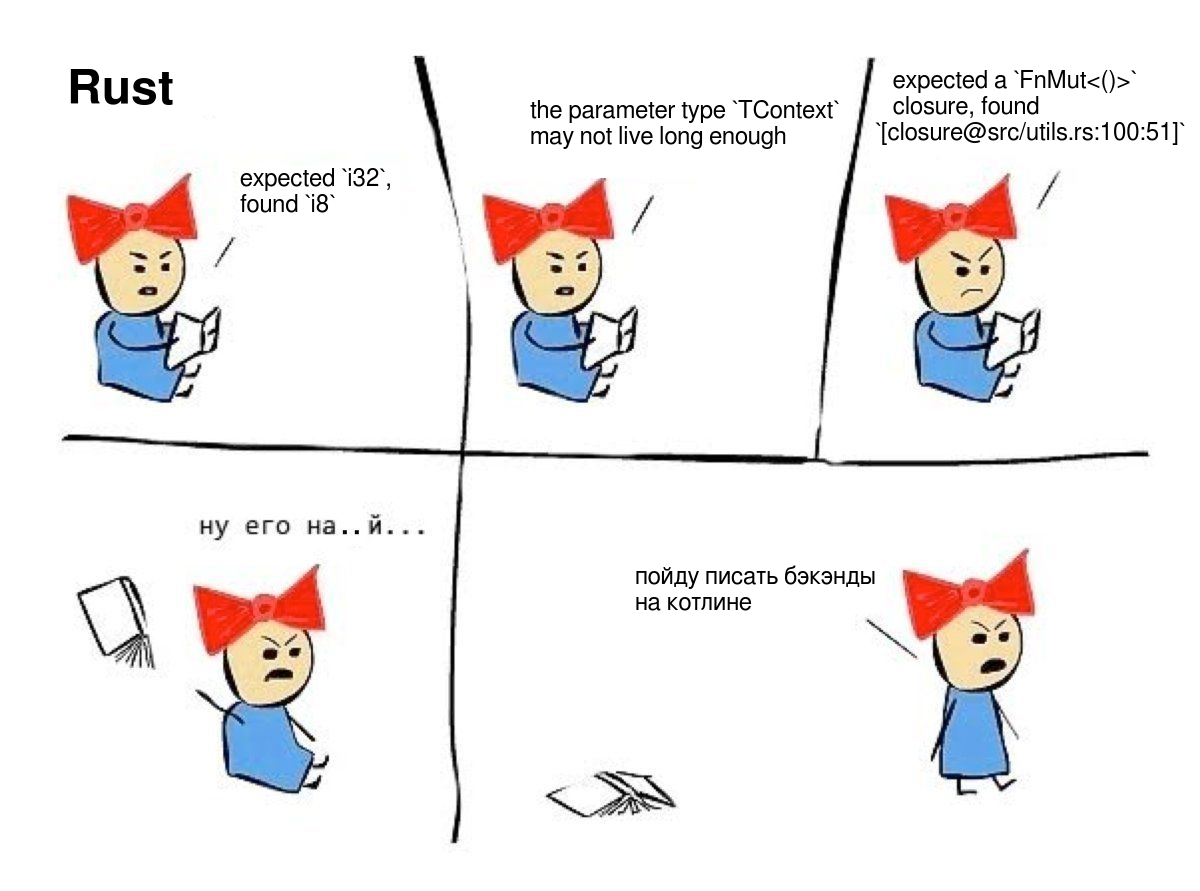 Rust
expected `i32`,
found `i8`
the parameter type `TContext`
may not live long enough
expected a `FnMut<()>`
closure, found
`[closure@src/utils.rs:100:51]`
ну его на..й...
пойду писать бэкэнды
на котлине